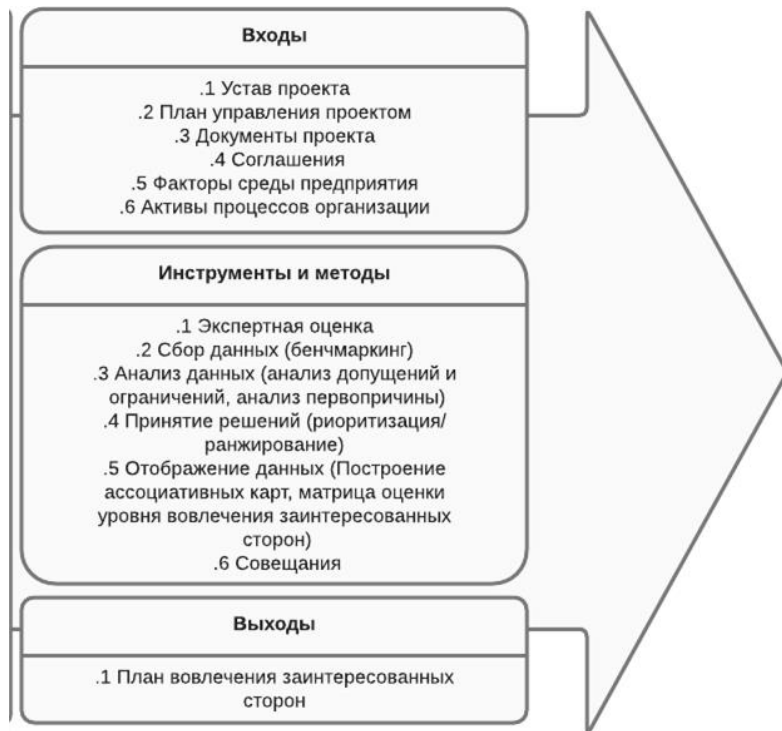 Входы
.1 Устав проекта
.2 План управления проектом
.3 Документы проекта
.4 Соглашения
.5 Факторы среды предприятия
.6 Активы процессов организации
Инструменты и методы
.1 Экспертная оценка
.2 Сбор данных (бенчмаркинг)
.3 Анализ данных (анализ допущений и
ограничений, анализ первопричины)
.4 Принятие решений (риоритизация/
ранжирование)
.5 Отображение данных (Построение
ассоциативных карт, матрица оценки
уровня вовлечения заинтересованных
сторон)
.6 Совещания
Выходы
.1 План вовлечения заинтересованных
сторон